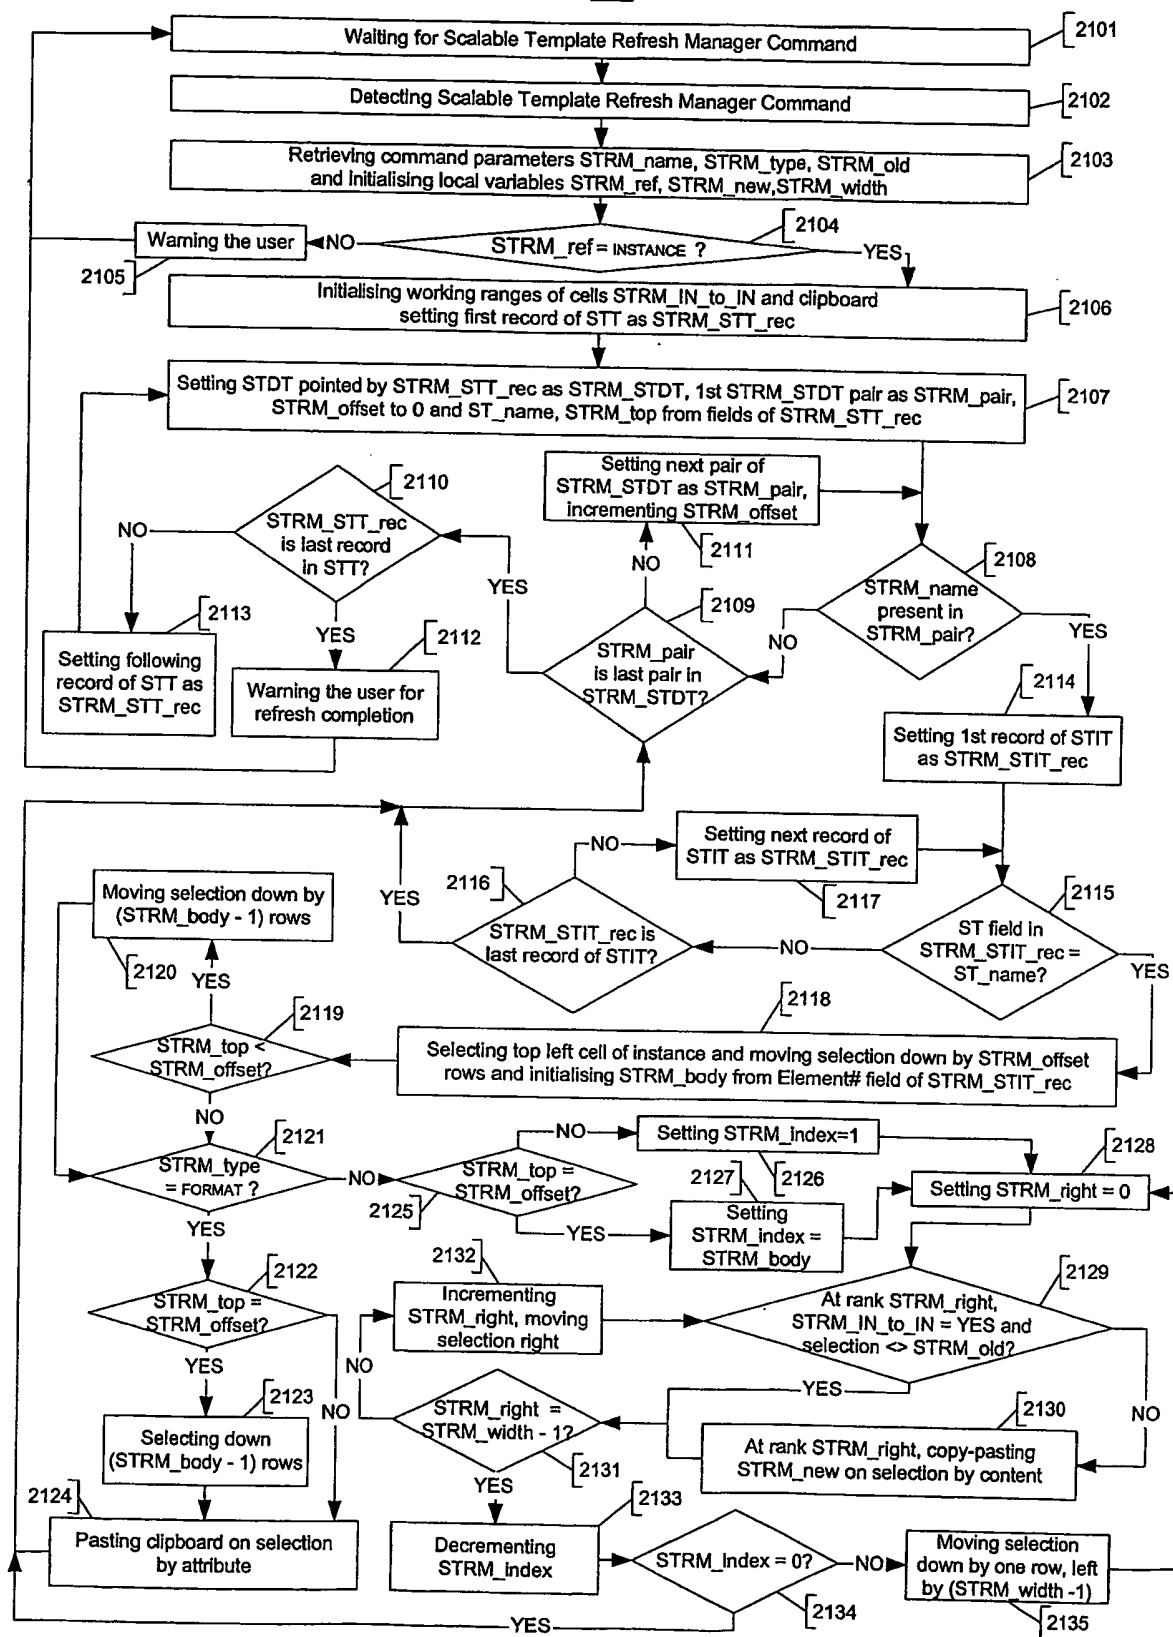 Waiting for Scalable Template Refresh Manager Command
2101
Detecting Scalable Template Refresh Manager Command
2102
Retrieving command parameters STRM_name, STRM_type, STRM_old
and Initialising local variables STRM_ref, STRM_new,STRM_width
2103
2104
Warning the user
NO
STRM_ref = INSTANCE ?
YES
2105
Initialising working ranges of cells STRM_IN_to_IN and clipboard
setting first record of STT as STRM_STT_rec
2106
Setting STDT pointed by STRM_STT_rec as STRM_STDT, 1st STRM_STDT pair as STRM_pair,
STRM_offset to 0 and ST_name, STRM_top from fields of STRM_STT_rec
2107
2110
STRM_STT_rec
is last record
in STT?
NO
YES
Setting next pair of
STRM_STDT as STRM_pair,
incrementing STRM_offset
2111
NO
2108
STRM_name
present in
STRM_pair?
NO
YES
2109
STRM_pair
is last pair in
STRM_STDT?
YES
2113
Setting following
record of STT as
STRM_STT_rec
2112
Warning the user for
refresh completion
2114
Setting 1st record of STIT
as STRM_STIT_rec
NO
Setting next record of
STIT as STRM_STIT_rec
2117
2116
STRM_STIT_rec is
last record of STIT?
YES
NO
2115
ST field in
STRM_STIT_rec =
ST_name?
YES
Moving selection down by
(STRM_body - 1) rows
2120
YES
2119
STRM_top <
STRM_offset?
NO
2118
Selecting top left cell of instance and moving selection down by STRM_offset
rows and initialising STRM_body from Element# field of STRM_STIT_rec
2121
STRM_type
= FORMAT ?
NO
YES
STRM_top =
STRM_offset?
2125
NO
YES
Setting STRM_index=1
2126
2127
Setting
STRM_index =
STRM_body
2128
Setting STRM_right = 0
2122
STRM_top =
STRM_offset?
YES
NO
2132
Incrementing
STRM_right, moving
selection right
NO
2129
At rank STRM_right,
STRM_IN_to_IN = YES and
selection <> STRM_old?
YES
NO
2123
Selecting down
(STRM_body - 1) rows
STRM_right =
STRM_width - 1?
2131
YES
2130
At rank STRM_right, copy-pasting
STRM_new on selection by content
2124
Pasting clipboard on selection
by attribute
2133
Decrementing
STRM_index
STRM_index = 0?
2134
NO
YES
Moving selection
down by one row, left
by (STRM_width -1)
2135